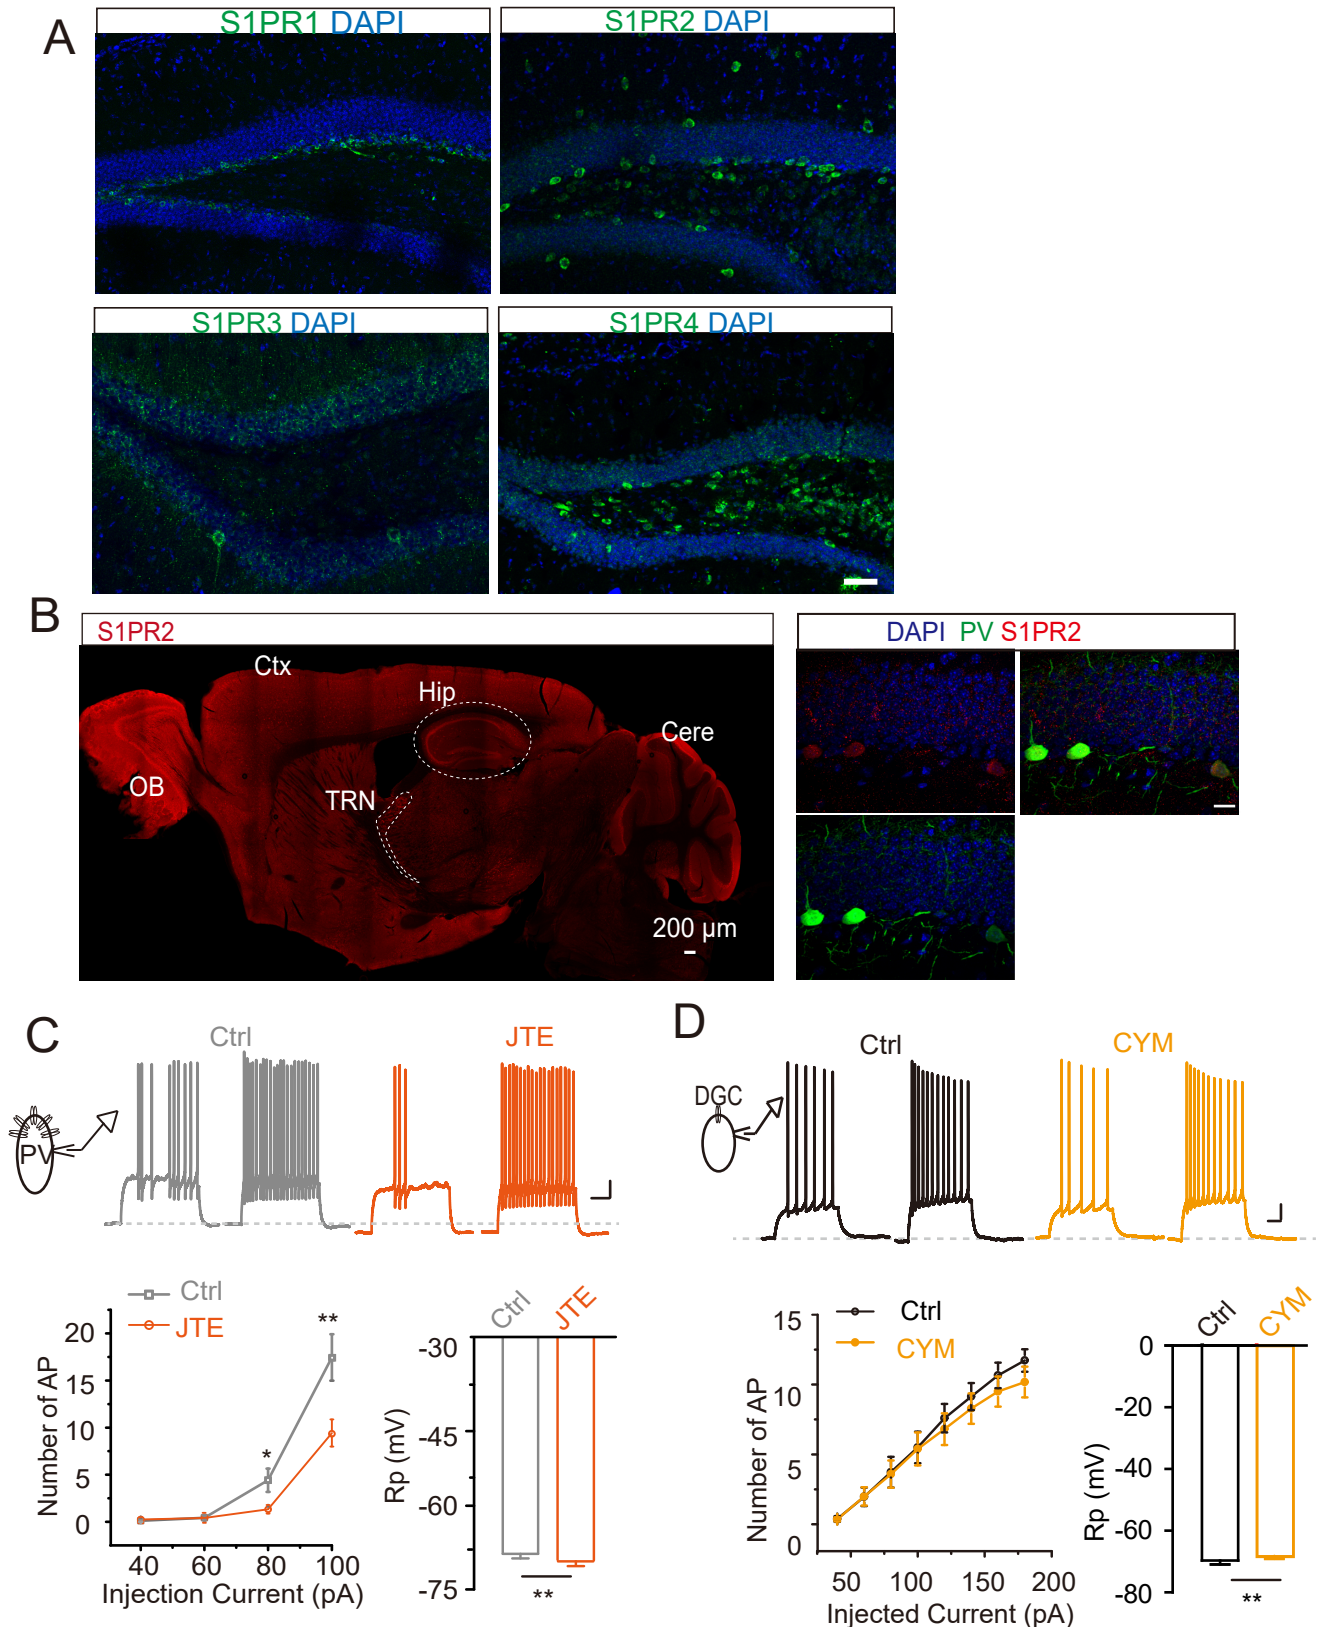 A
S1PR1 DAPI
S1PR2 DAPI
S1PR3 DAPI
S1PR4 DAPI
B
S1PR2
Ctx
Hip
Cere
OB
TRN
200 µm
DAPI PV S1PR2
C
Ctrl
JTE
PV
D
Ctrl
CYM
DGC
Ctrl
JTE
**
*
20
15
10
5
0
Number of AP
40 60 80 100
Injection Current (pA)
Ctrl
JTE
-30
-45
-60
-75
Rp (mV)
**
Ctrl
CYM
15
10
5
0
Number of AP
50 100 150 200
Injected Current (pA)
Ctrl
CYM
0
-20
-40
-60
-80
Rp (mV)
**